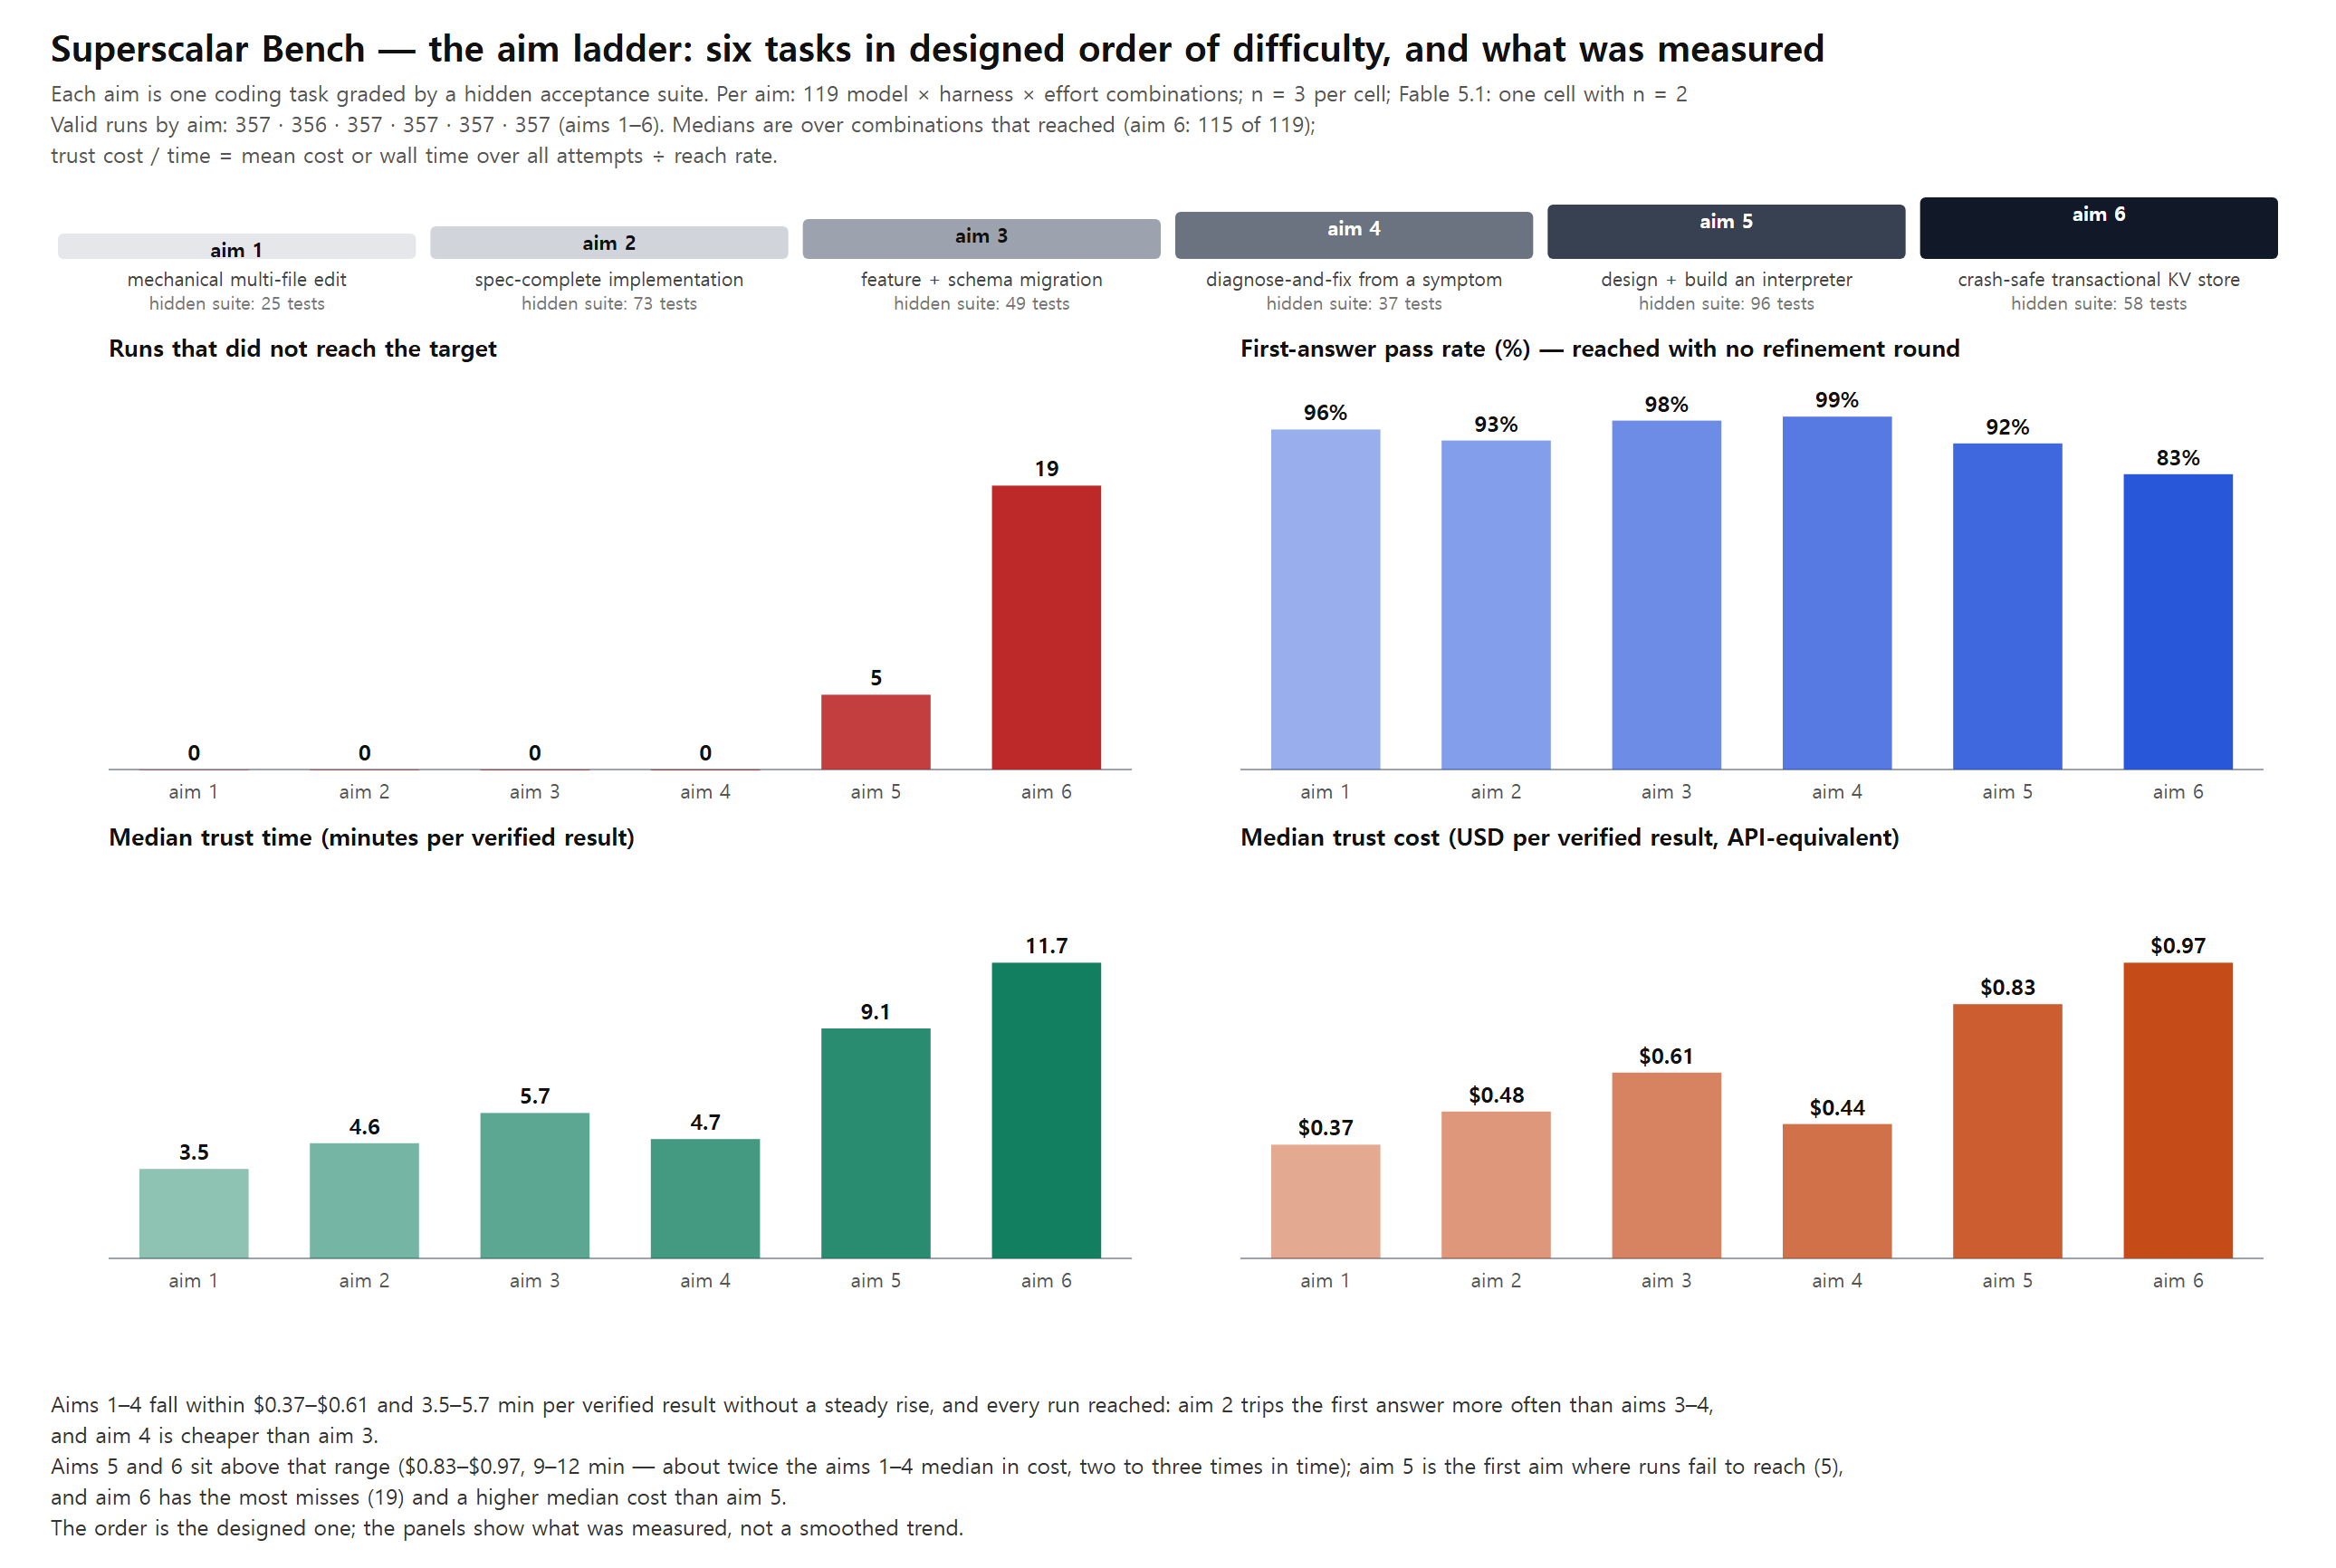 Superscalar Bench — the aim ladder: six tasks in designed order of difficulty, and what was measured
Each aim is one coding task graded by a hidden acceptance suite. Per aim: 119 model × harness × effort combinations; n = 3 per cell; Fable 5.1: one cell with n = 2
Valid runs by aim: 357 · 356 · 357 · 357 · 357 · 357 (aims 1–6). Medians are over combinations that reached (aim 6: 115 of 119);
trust cost / time = mean cost or wall time over all attempts ÷ reach rate.
aim 1
mechanical multi-file edit
hidden suite: 25 tests
aim 2
spec-complete implementation
hidden suite: 73 tests
aim 3
feature + schema migration
hidden suite: 49 tests
aim 4
diagnose-and-fix from a symptom
hidden suite: 37 tests
aim 5
design + build an interpreter
hidden suite: 96 tests
aim 6
crash-safe transactional KV store
hidden suite: 58 tests
Runs that did not reach the target
0
0
0
0
5
19
aim 1
aim 2
aim 3
aim 4
aim 5
aim 6
First-answer pass rate (%) — reached with no refinement round
96%
93%
98%
99%
92%
83%
aim 1
aim 2
aim 3
aim 4
aim 5
aim 6
Median trust time (minutes per verified result)
3.5
4.6
5.7
4.7
9.1
11.7
aim 1
aim 2
aim 3
aim 4
aim 5
aim 6
Median trust cost (USD per verified result, API-equivalent)
$0.37
$0.48
$0.61
$0.44
$0.83
$0.97
aim 1
aim 2
aim 3
aim 4
aim 5
aim 6
Aims 1–4 fall within $0.37–$0.61 and 3.5–5.7 min per verified result without a steady rise, and every run reached: aim 2 trips the first answer more often than aims 3–4,
and aim 4 is cheaper than aim 3.
Aims 5 and 6 sit above that range ($0.83–$0.97, 9–12 min — about twice the aims 1–4 median in cost, two to three times in time); aim 5 is the first aim where runs fail to reach (5),
and aim 6 has the most misses (19) and a higher median cost than aim 5.
The order is the designed one; the panels show what was measured, not a smoothed trend.